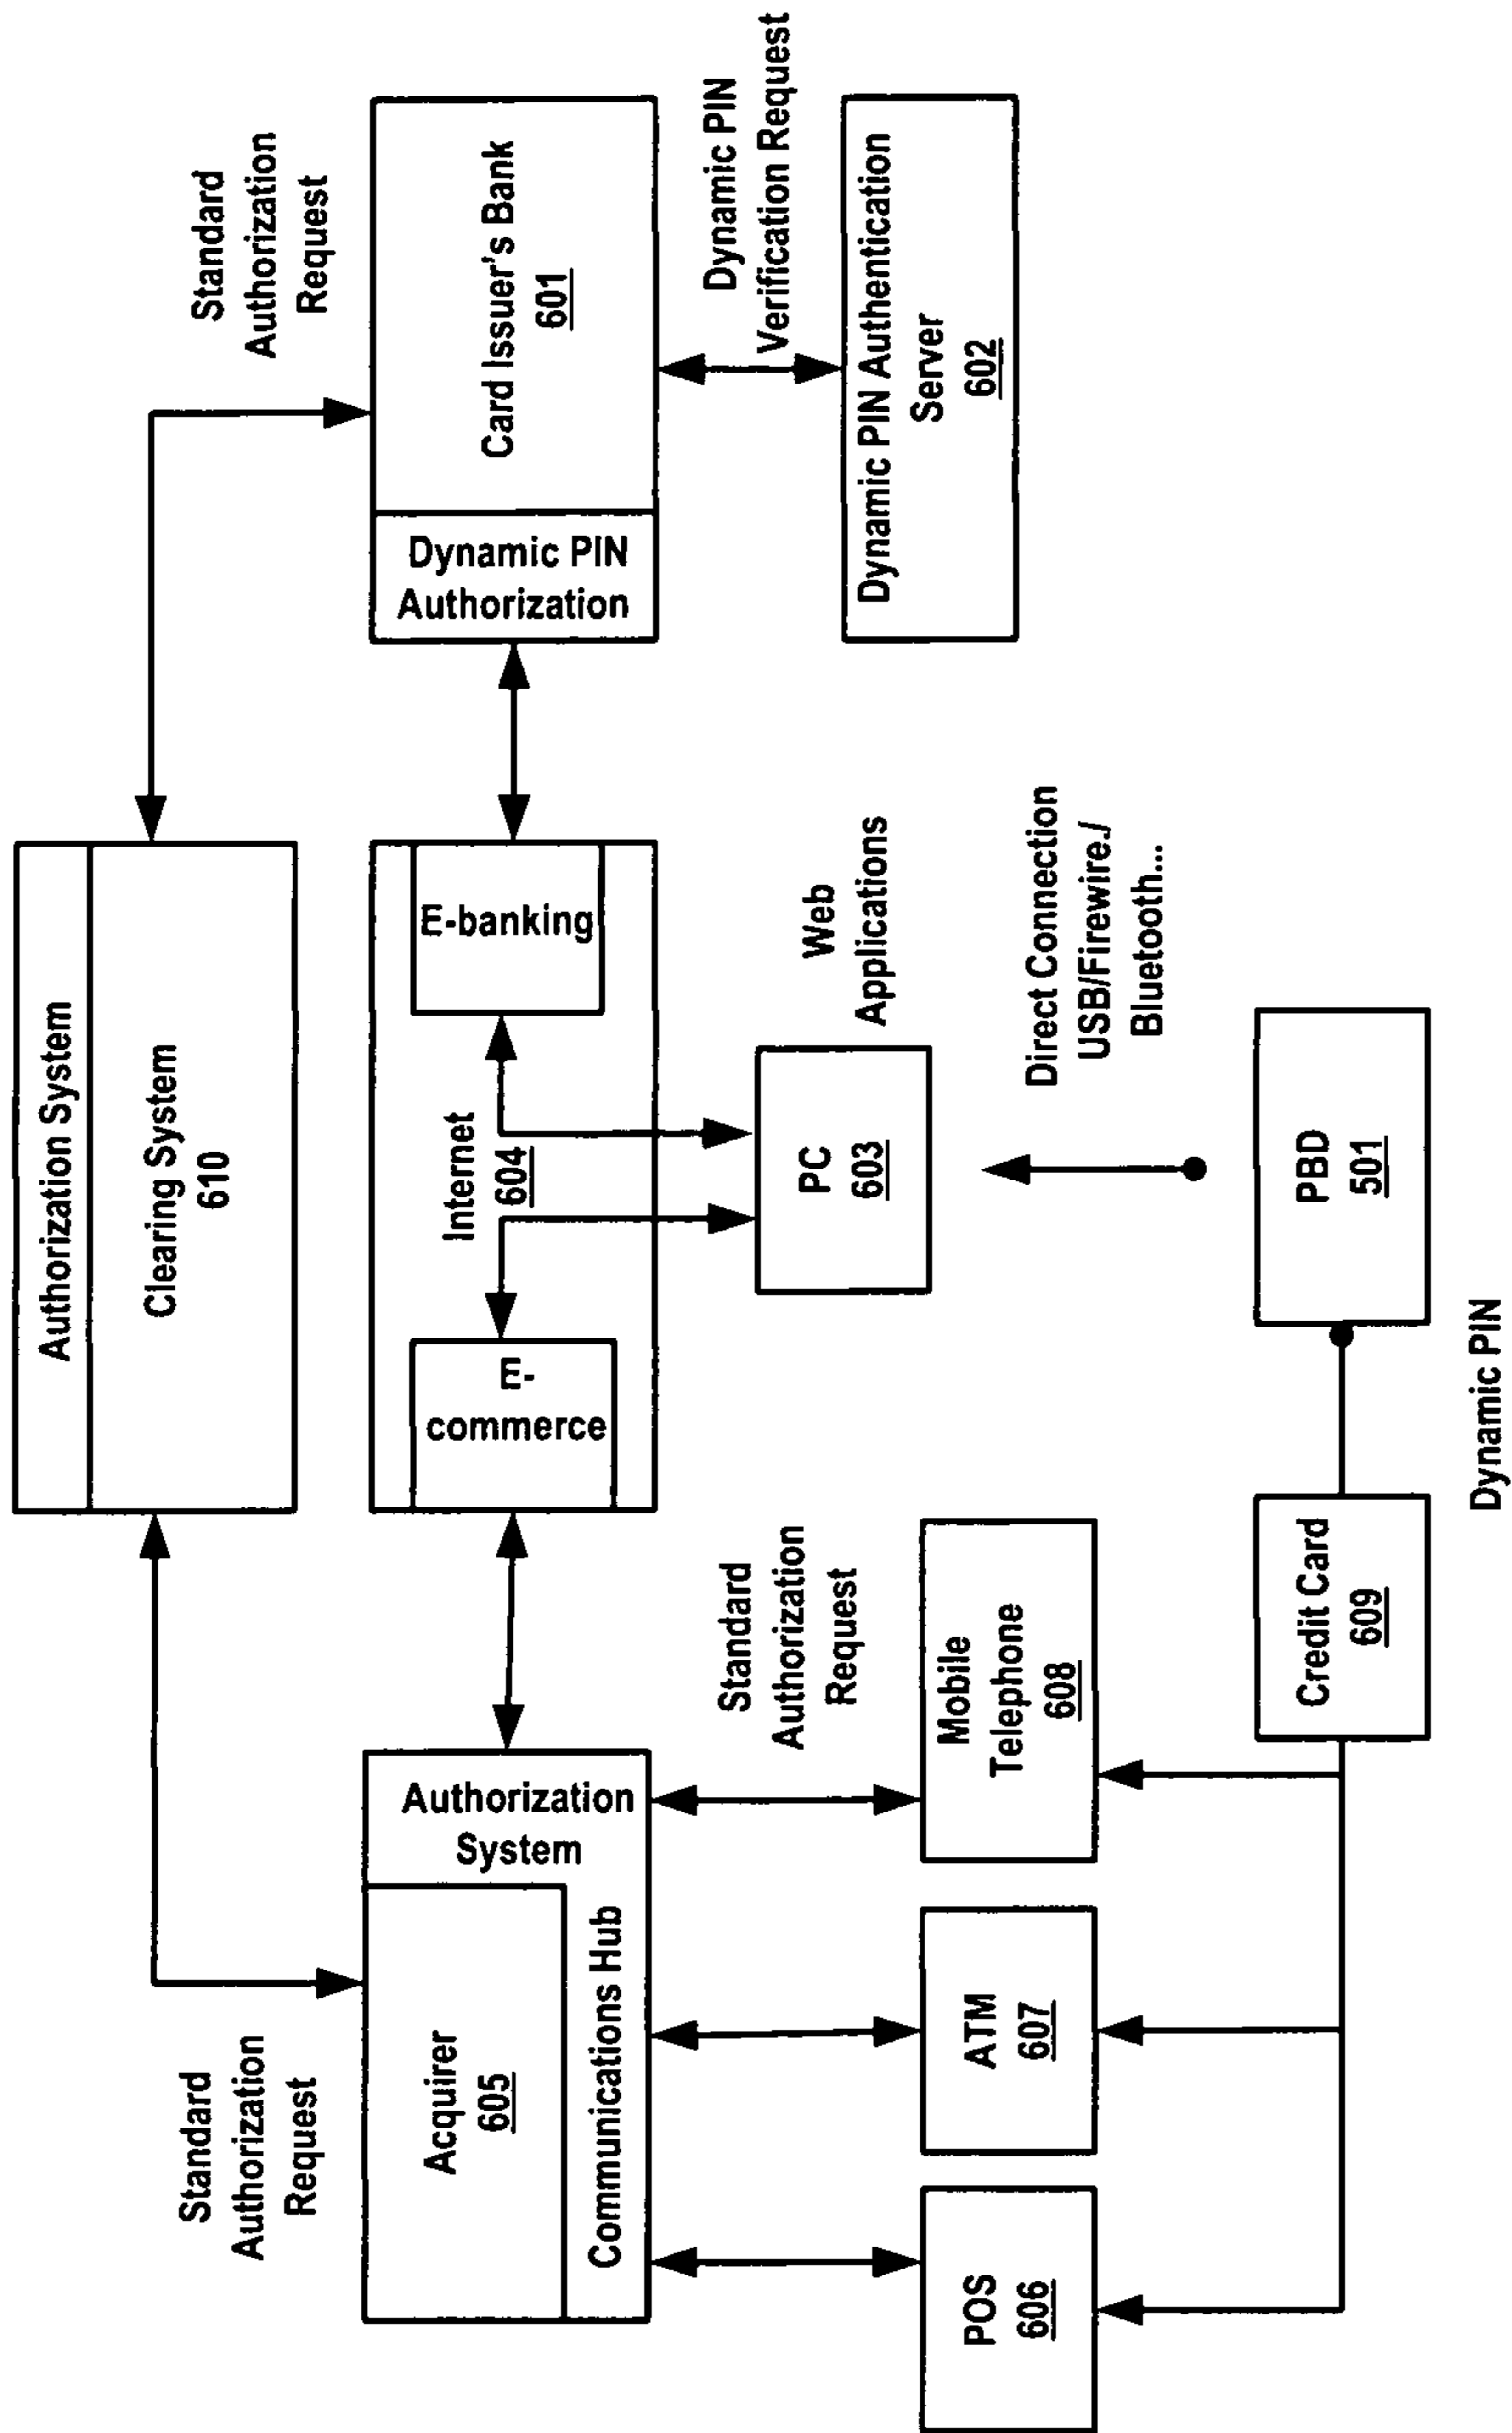 Standard
Authorization
Request
Authorization System
Clearing System
610
Standard
Authorization
Request
Acquirer
605
Authorization
System
Communications Hub
E-
commerce
Internet
604
E-banking
Dynamic PIN
Authorization
Card Issuer's Bank
601
Standard
Authorization
Request
PC
603
Web
Applications
Dynamic PIN
Verification Request
POS
606
ATM
607
Mobile
Telephone
608
Dynamic PIN Authentication
Server
602
Direct Connection
USB/Firewire./
Bluetooth...
Credit Card
609
PBD
501
Dynamic PIN